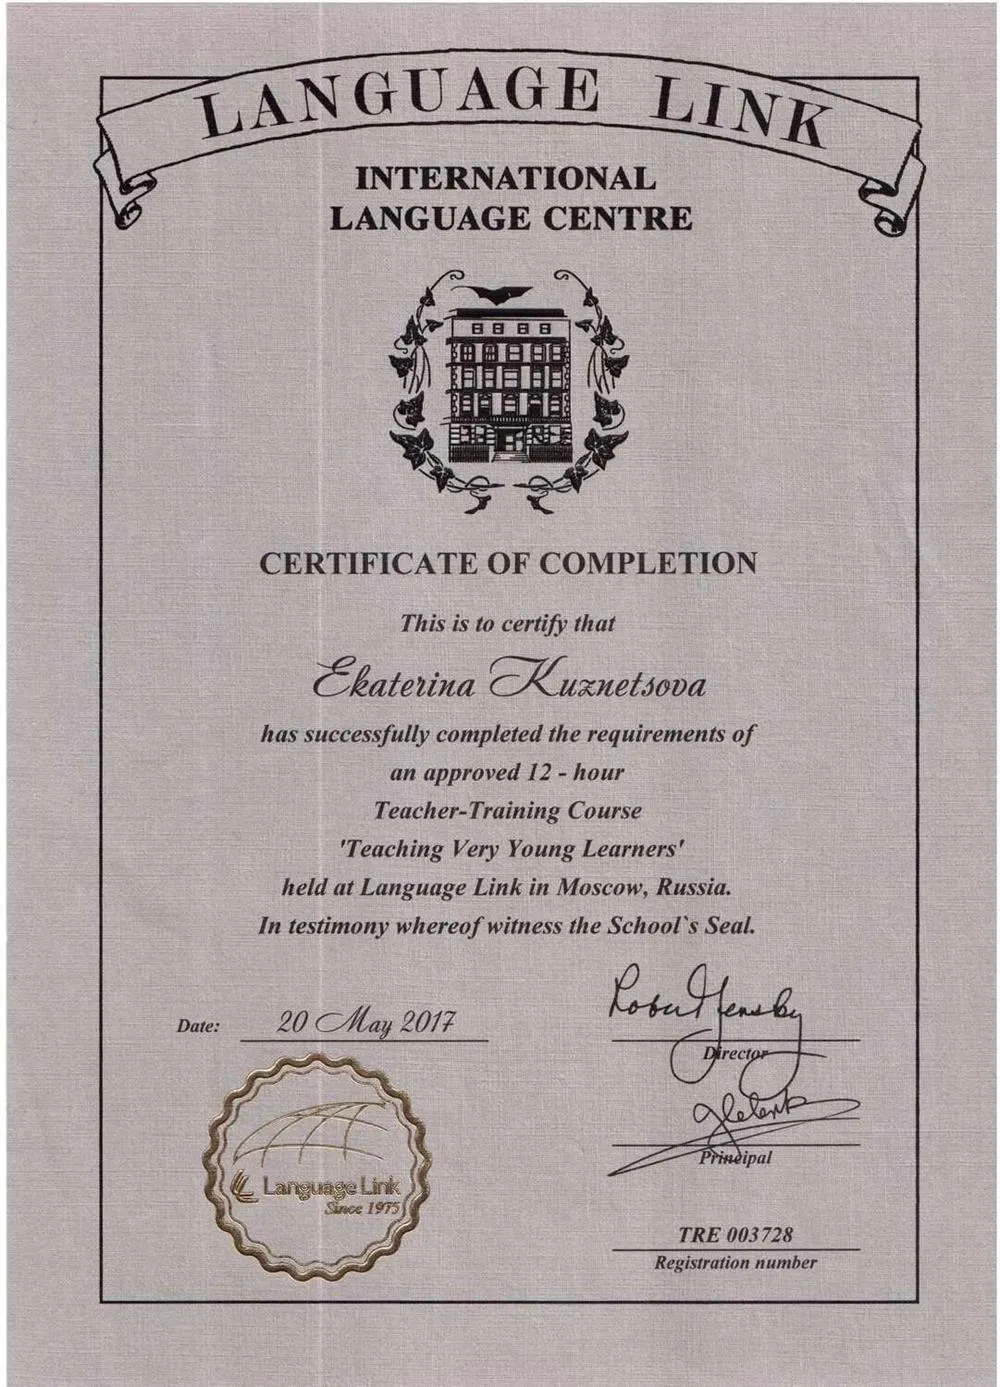 LANGUAGE LINK
INTERNATIONAL
LANGUAGE CENTRE
CERTIFICATE OF COMPLETION
This is to certify that
Ekaterina Kuznetsova
has successfully completed the requirements of
an approved 12 - hour
Teacher-Training Course
'Teaching Very Young Learners'
held at Language Link in Moscow, Russia.
In testimony whereof witness the School`s Seal.
Date: 20 May 2017
Director
Principal
Language Link
Since 1975
TRE 003728
Registration number